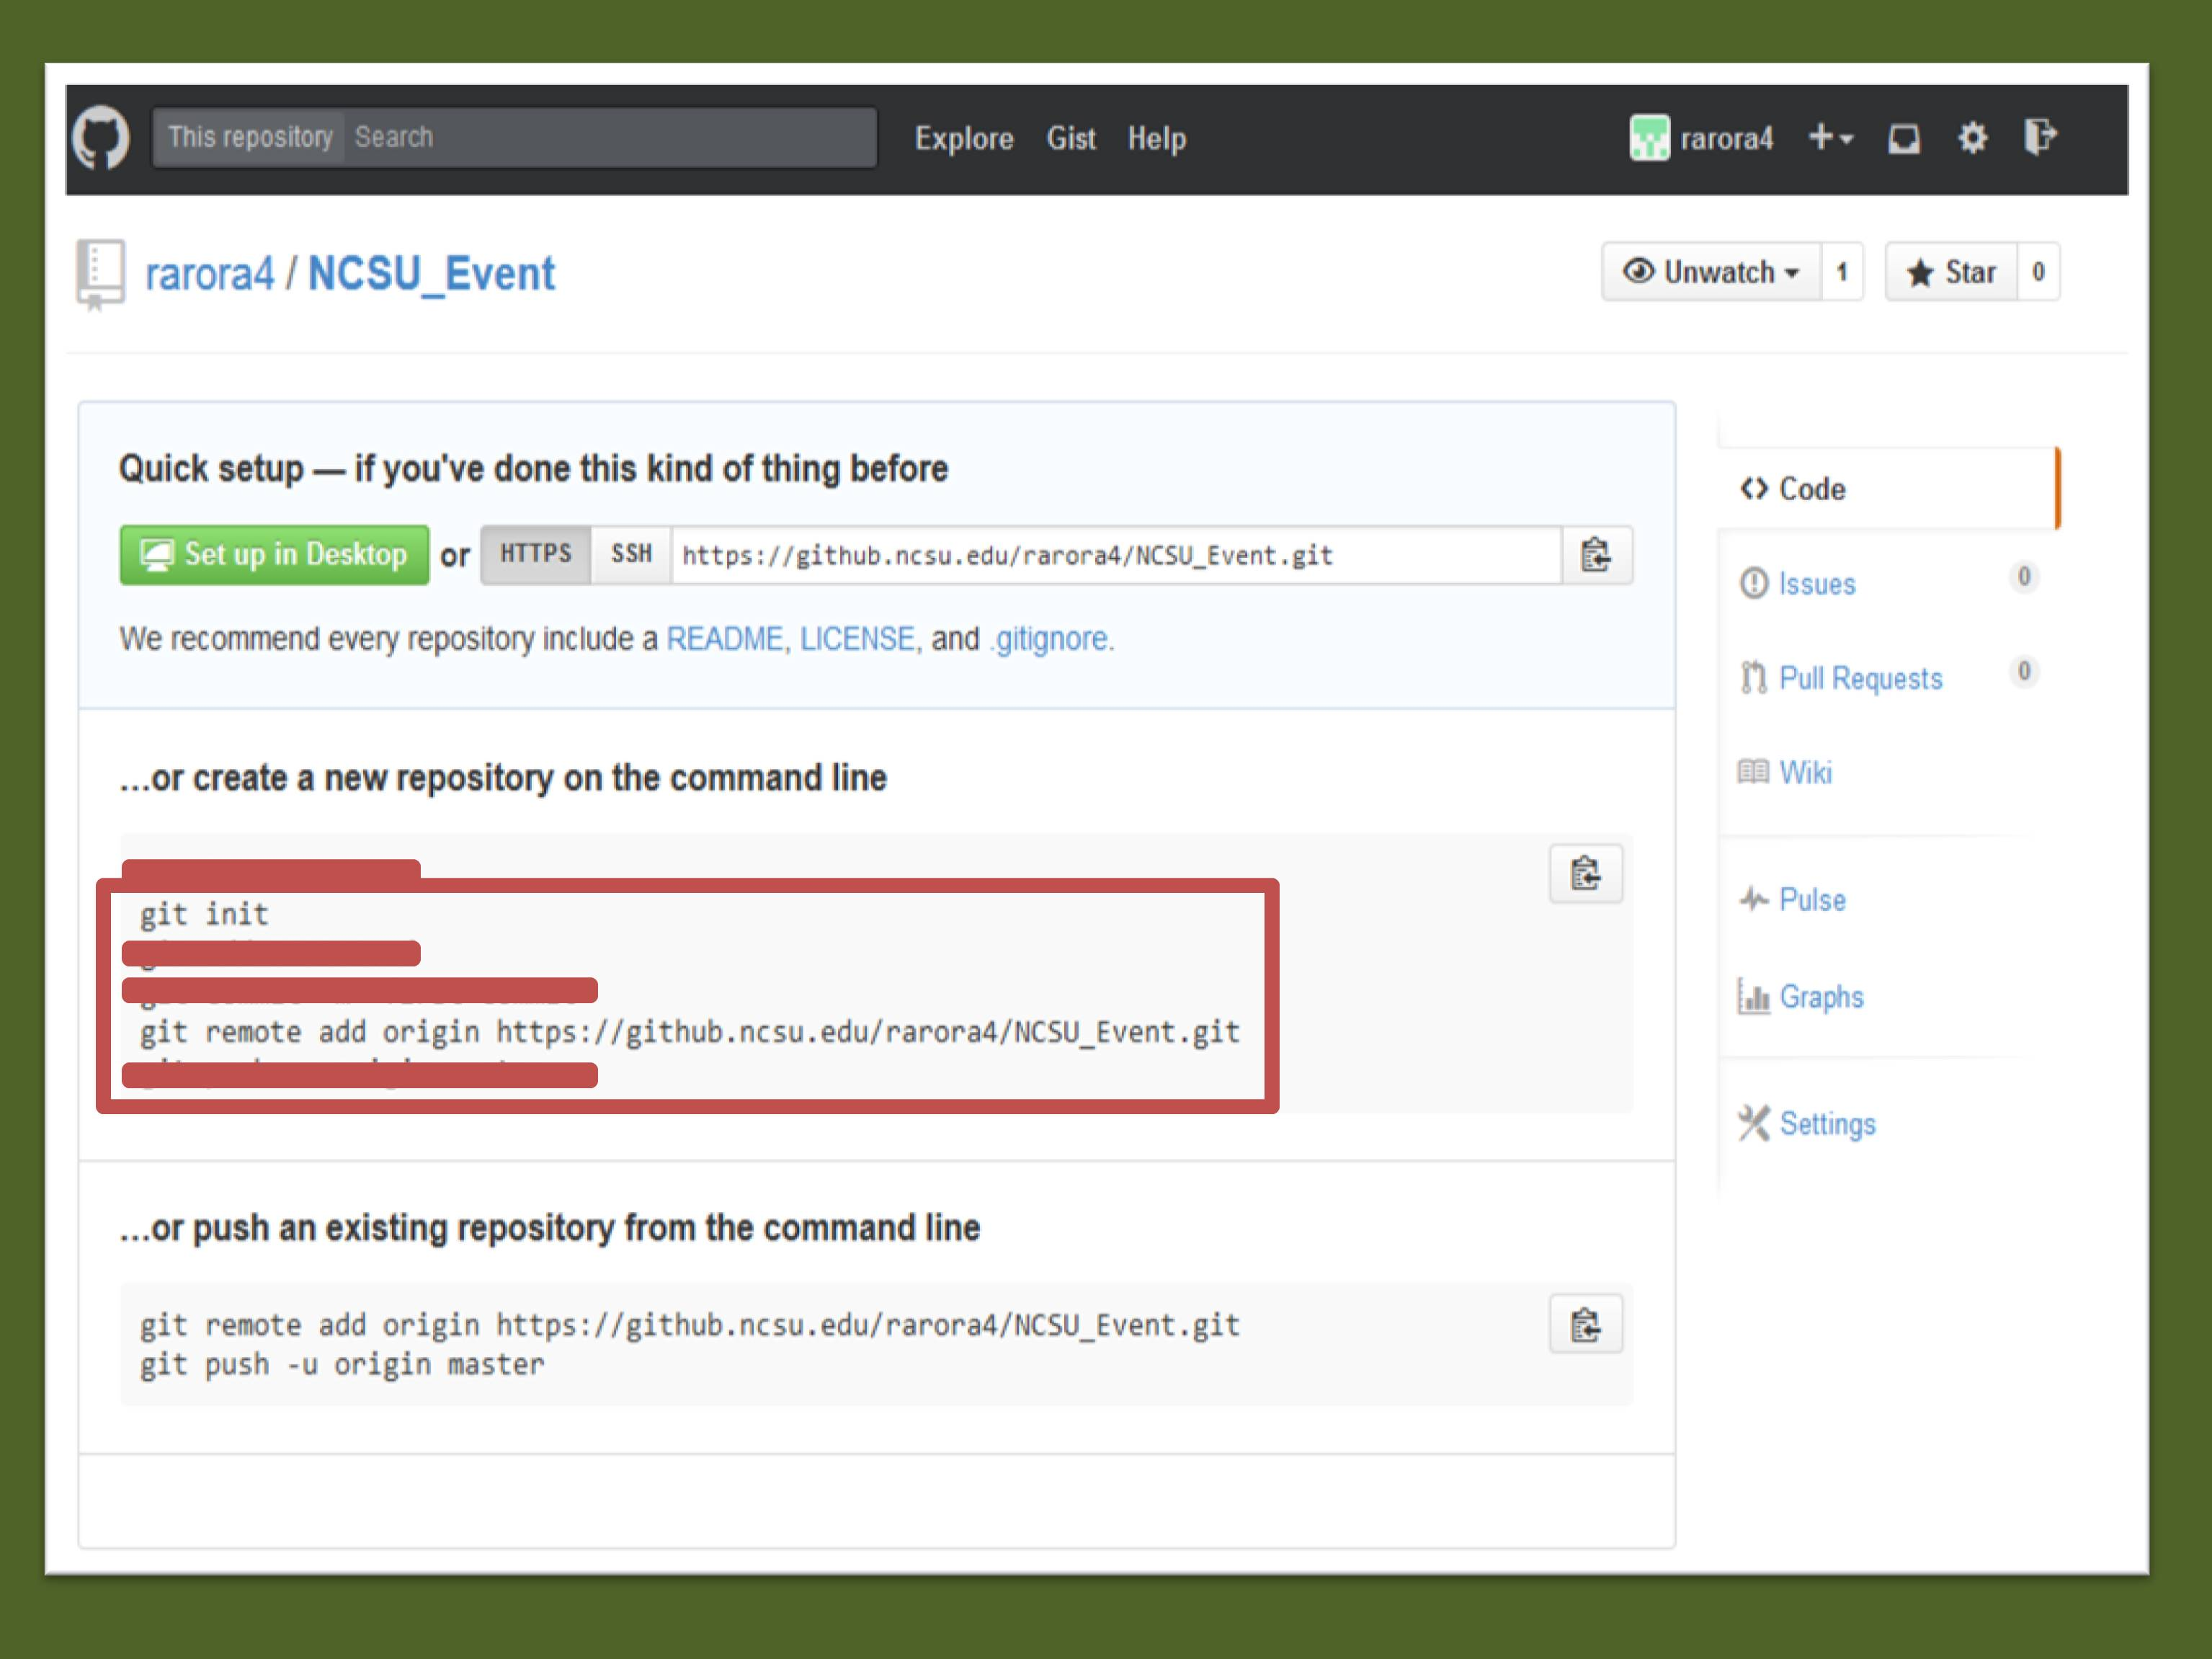 This repository Search Explore Gist Help rarora4
rarora4 / NCSU_Event Unwatch 1 Star 0
Quick setup — if you've done this kind of thing before
Set up in Desktop or HTTPS SSH https://github.ncsu.edu/rarora4/NCSU_Event.git
We recommend every repository include a README, LICENSE, and .gitignore.
...or create a new repository on the command line
git init
git remote add origin https://github.ncsu.edu/rarora4/NCSU_Event.git
...or push an existing repository from the command line
git remote add origin https://github.ncsu.edu/rarora4/NCSU_Event.git
git push -u origin master
Code
Issues 0
Pull Requests 0
Wiki
Pulse
Graphs
Settings